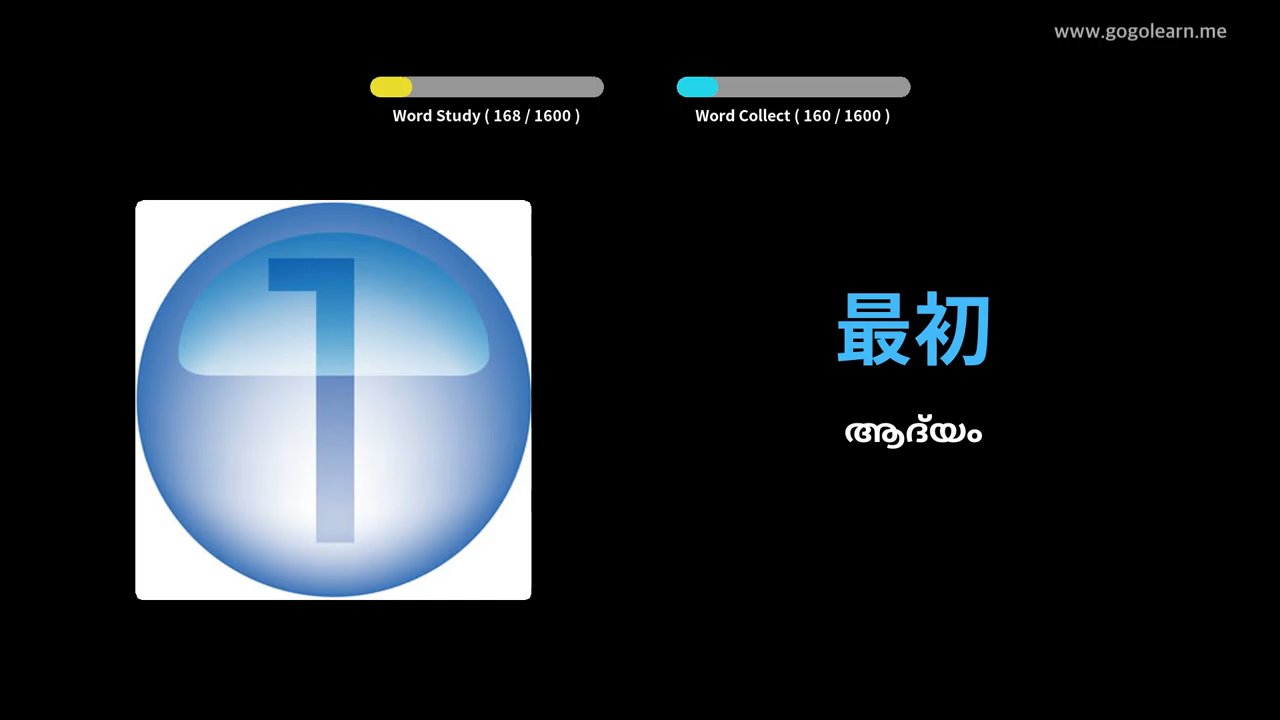 www.gogolearn.me
Word Study ( 168 / 1600 )
Word Collect ( 160 / 1600 )
1
最初
ആദ്യം